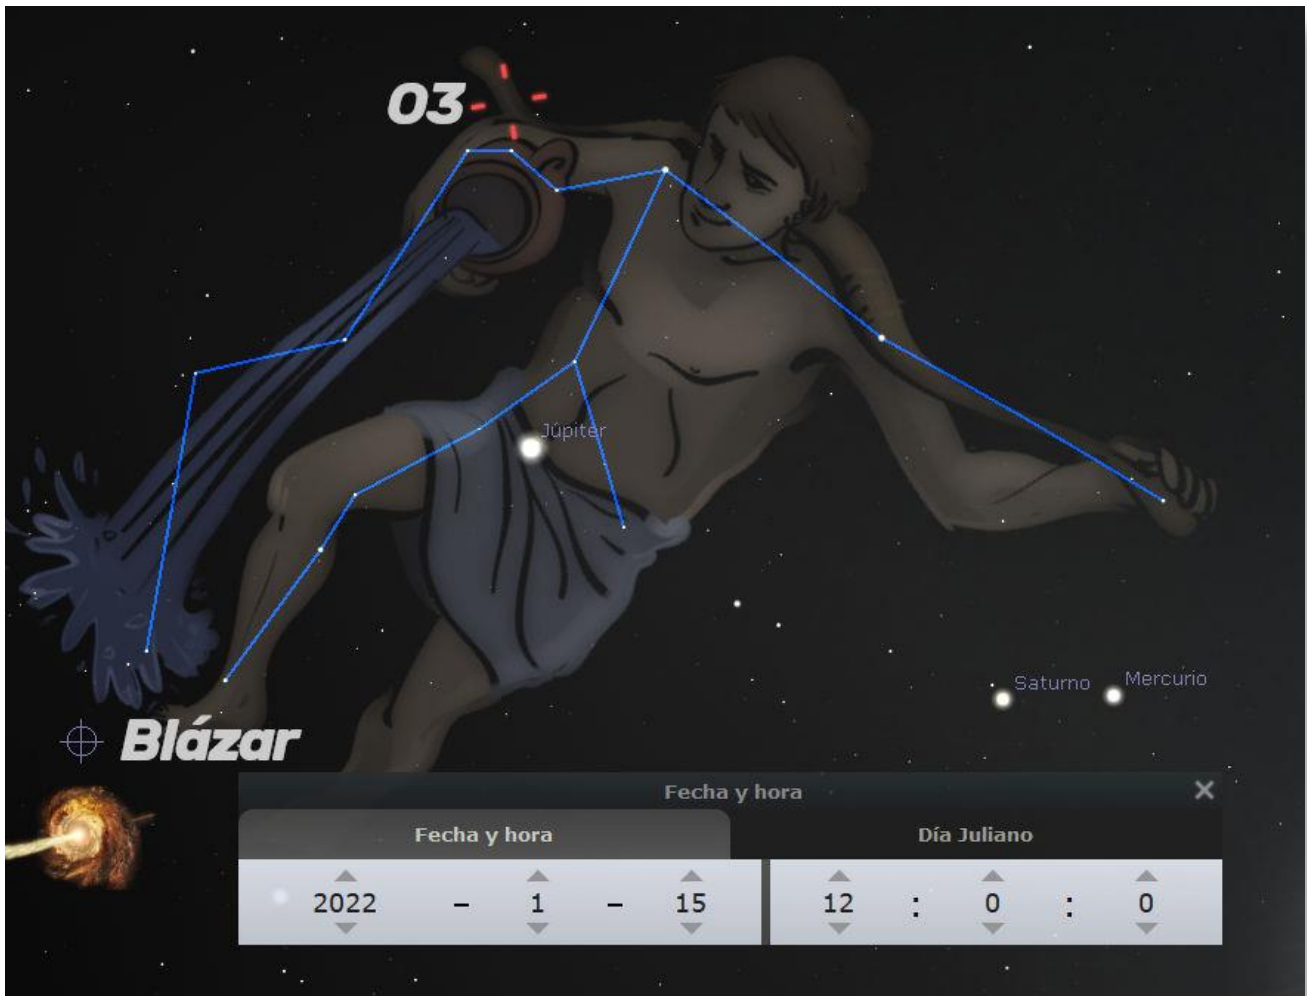 03
Júpiter
Saturno
Mercurio
Blázar
Fecha y hora ×
Fecha y hora Día Juliano
2022 – 1 – 15 12 : 0 : 0